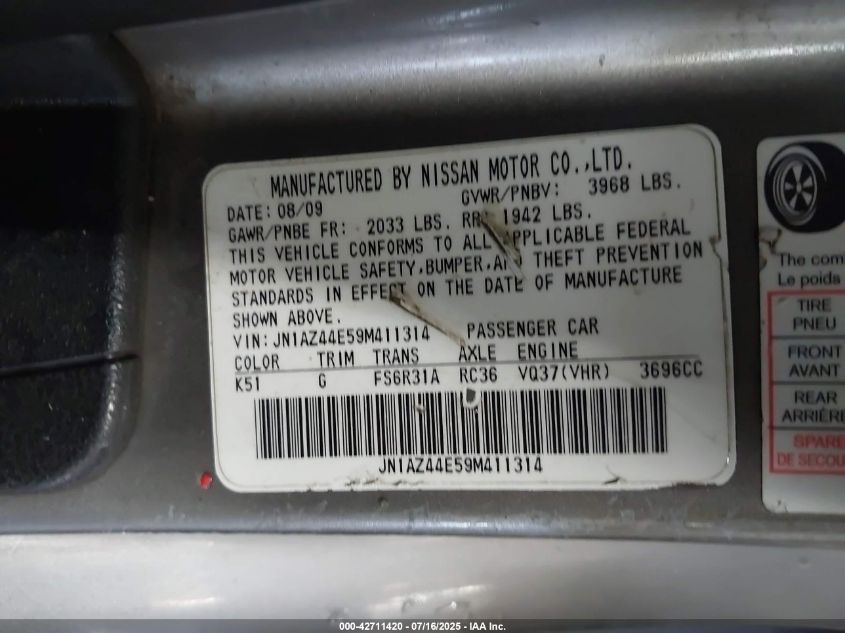 MANUFACTURED BY NISSAN MOTOR CO.,LTD.
DATE: 08/09 GVWR/PNBV: 3968 LBS.
GAWR/PNBE FR: 2033 LBS. RR: 1942 LBS.
THIS VEHICLE CONFORMS TO ALL APPLICABLE FEDERAL
MOTOR VEHICLE SAFETY,BUMPER,AND THEFT PREVENTION
STANDARDS IN EFFECT ON THE DATE OF MANUFACTURE
SHOWN ABOVE.
VIN: JN1AZ44E59M411314 PASSENGER CAR
COLOR TRIM TRANS AXLE ENGINE
K51 G FS6R31A RC36 VQ37(VHR) 3696CC
JN1AZ44E59M411314
The com
Le poids
TIRE
PNEU
FRONT
AVANT
REAR
ARRIÈRE
SPARE
DE SECOU
000-42711420 - 07/16/2025 - IAA Inc.